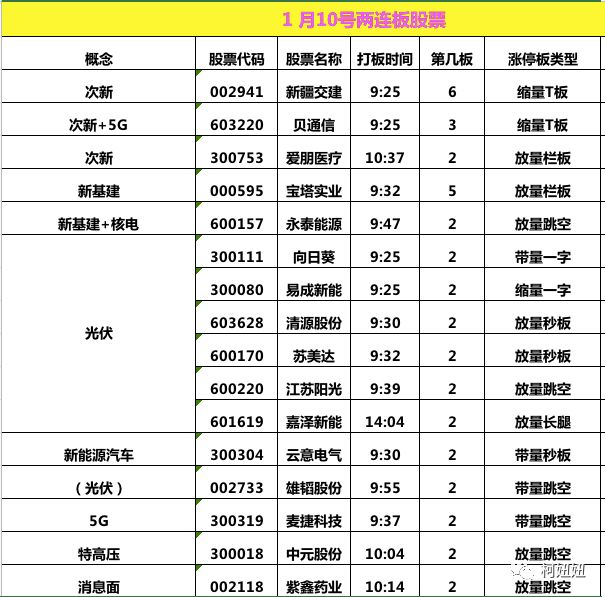 1 月10号两连板股票
概念 股票代码 股票名称 打板时间 第几板 涨停板类型
次新 002941 新疆交建 9:25 6 缩量T板
次新+5G 603220 贝通信 9:25 3 缩量T板
次新 300753 爱朋医疗 10:37 2 放量栏板
新基建 000595 宝塔实业 9:32 5 放量栏板
新基建+核电 600157 永泰能源 9:47 2 放量跳空
光伏 300111 向日葵 9:25 2 带量一字
300080 易成新能 9:25 2 缩量一字
603628 清源股份 9:30 2 放量秒板
600170 苏美达 9:32 2 放量秒板
600220 江苏阳光 9:39 2 放量跳空
601619 嘉泽新能 14:04 2 放量长腿
新能源汽车 300304 云意电气 9:30 2 带量秒板
（光伏） 002733 雄韬股份 9:55 2 带量跳空
5G 300319 麦捷科技 9:37 2 带量跳空
特高压 300018 中元股份 10:04 2 放量跳空
消息面 002118 紫鑫药业 10:14 2 放量跳空
柯妞妞